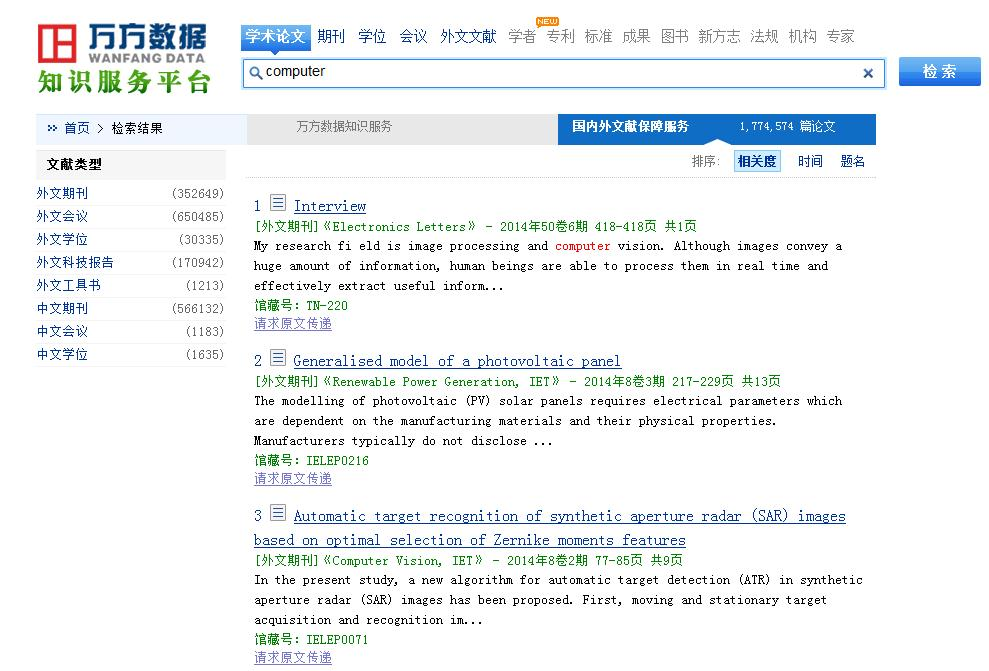 万方数据
WANFANG DATA
知识服务平台
学术论文 期刊 学位 会议 外文文献 学者 专利 标准 成果 图书 新方志 法规 机构 专家
NEW
computer
检索
首页 > 检索结果
万方数据知识服务
国内外文献保障服务 1,774,574 篇论文
文献类型
外文期刊 (352649)
外文会议 (650485)
外文学位 (30335)
外文科技报告 (170942)
外文工具书 (1213)
中文期刊 (566132)
中文会议 (1183)
中文学位 (1635)
排序: 相关度 时间 题名
1 Interview
[外文期刊]《Electronics Letters》 - 2014年50卷6期 418-418页 共1页
My research fi eld is image processing and computer vision. Although images convey a
huge amount of information, human beings are able to process them in real time and
effectively extract useful inform...
馆藏号: TN-220
请求原文传递
2 Generalised model of a photovoltaic panel
[外文期刊]《Renewable Power Generation, IET》 - 2014年8卷3期 217-229页 共13页
The modelling of photovoltaic (PV) solar panels requires electrical parameters which
are dependent on the manufacturing materials and their physical properties.
Manufacturers typically do not disclose ...
馆藏号: IELEP0216
请求原文传递
3 Automatic target recognition of synthetic aperture radar (SAR) images
based on optimal selection of Zernike moments features
[外文期刊]《Computer Vision, IET》 - 2014年8卷2期 77-85页 共9页
In the present study, a new algorithm for automatic target detection (ATR) in synthetic
aperture radar (SAR) images has been proposed. First, moving and stationary target
acquisition and recognition im...
馆藏号: IELEP0071
请求原文传递